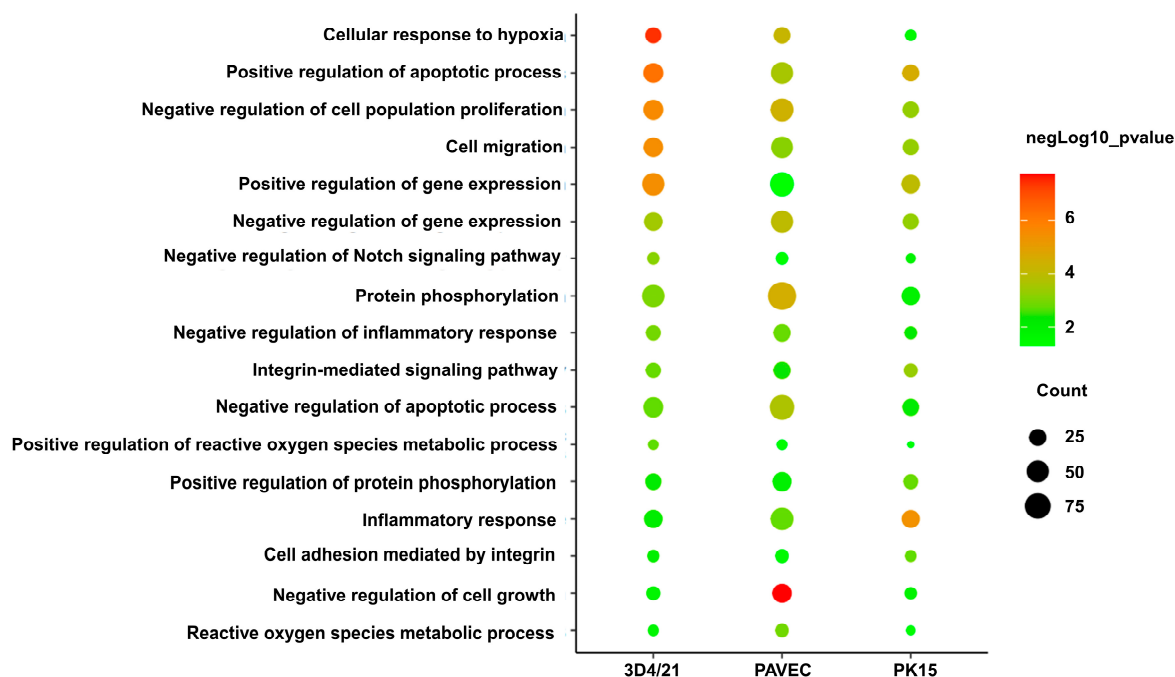 Cellular response to hypoxia
Positive regulation of apoptotic process
Negative regulation of cell population proliferation
Cell migration
Positive regulation of gene expression
Negative regulation of gene expression
Negative regulation of Notch signaling pathway
Protein phosphorylation
Negative regulation of inflammatory response
Integrin-mediated signaling pathway
Negative regulation of apoptotic process
Positive regulation of reactive oxygen species metabolic process
Positive regulation of protein phosphorylation
Inflammatory response
Cell adhesion mediated by integrin
Negative regulation of cell growth
Reactive oxygen species metabolic process
3D4/21 PAVEC PK15
negLog10_pvalue
6
4
2
Count
25
50
75